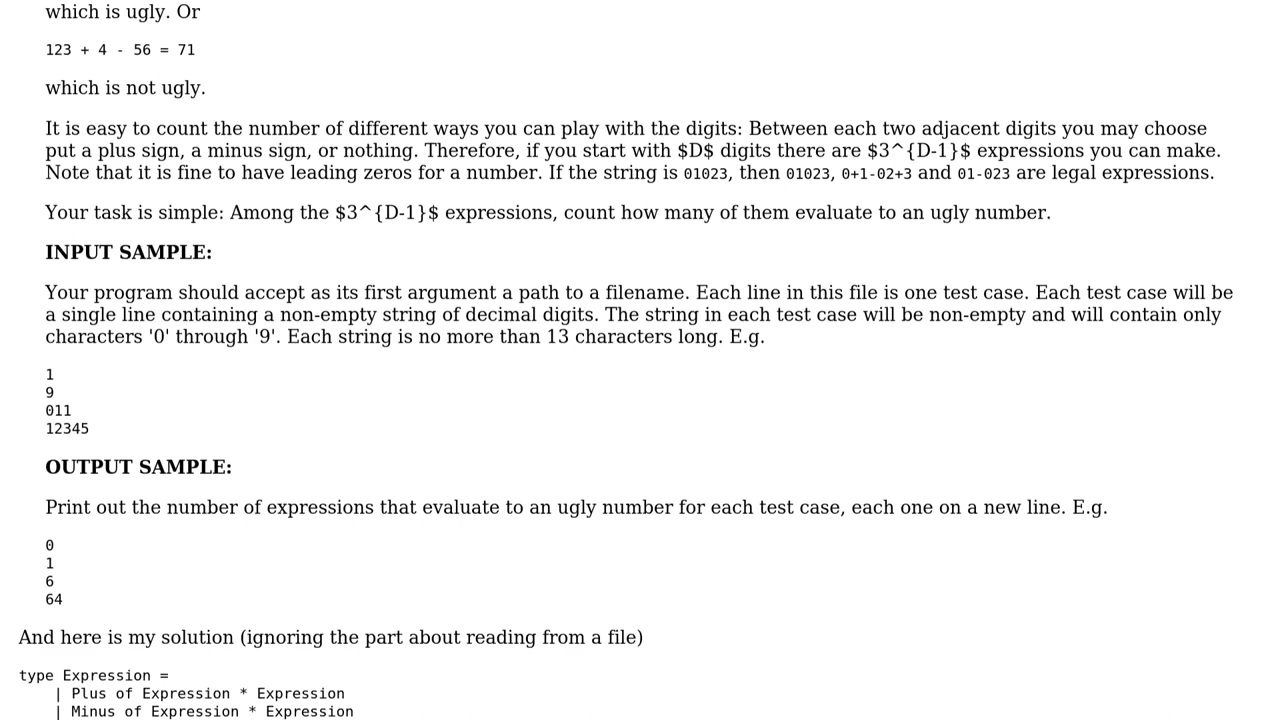 which is ugly. Or
123 + 4 - 56 = 71
which is not ugly.
It is easy to count the number of different ways you can play with the digits: Between each two adjacent digits you may choose
put a plus sign, a minus sign, or nothing. Therefore, if you start with $D$ digits there are $3^{D-1}$ expressions you can make.
Note that it is fine to have leading zeros for a number. If the string is 01023, then 01023, 0+1-02+3 and 01-023 are legal expressions.
Your task is simple: Among the $3^{D-1}$ expressions, count how many of them evaluate to an ugly number.
INPUT SAMPLE:
Your program should accept as its first argument a path to a filename. Each line in this file is one test case. Each test case will be
a single line containing a non-empty string of decimal digits. The string in each test case will be non-empty and will contain only
characters '0' through '9'. Each string is no more than 13 characters long. E.g.
1
9
011
12345
OUTPUT SAMPLE:
Print out the number of expressions that evaluate to an ugly number for each test case, each one on a new line. E.g.
0
1
6
64
And here is my solution (ignoring the part about reading from a file)
type Expression =
    | Plus of Expression * Expression
    | Minus of Expression * Expression